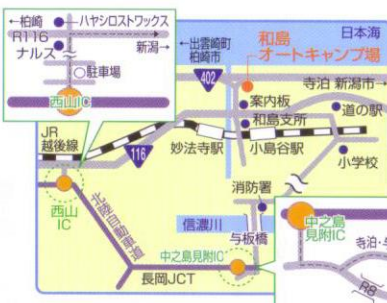 ←柏崎
ハヤシロストワックス
R116
新潟→
ナルス
駐車場
西山IC
←出雲崎町
柏崎市
日本海
和島
オートキャンプ場
402
寺泊 新潟市→
案内板
和島支所
道の駅
JR
越後線
116
妙法寺駅
小島谷駅
小学校
西山
IC
北陸自動車道
消防署
信濃川
与板橋
中之島見附IC
長岡JCT
中之島
見附IC
寺泊・与
R8